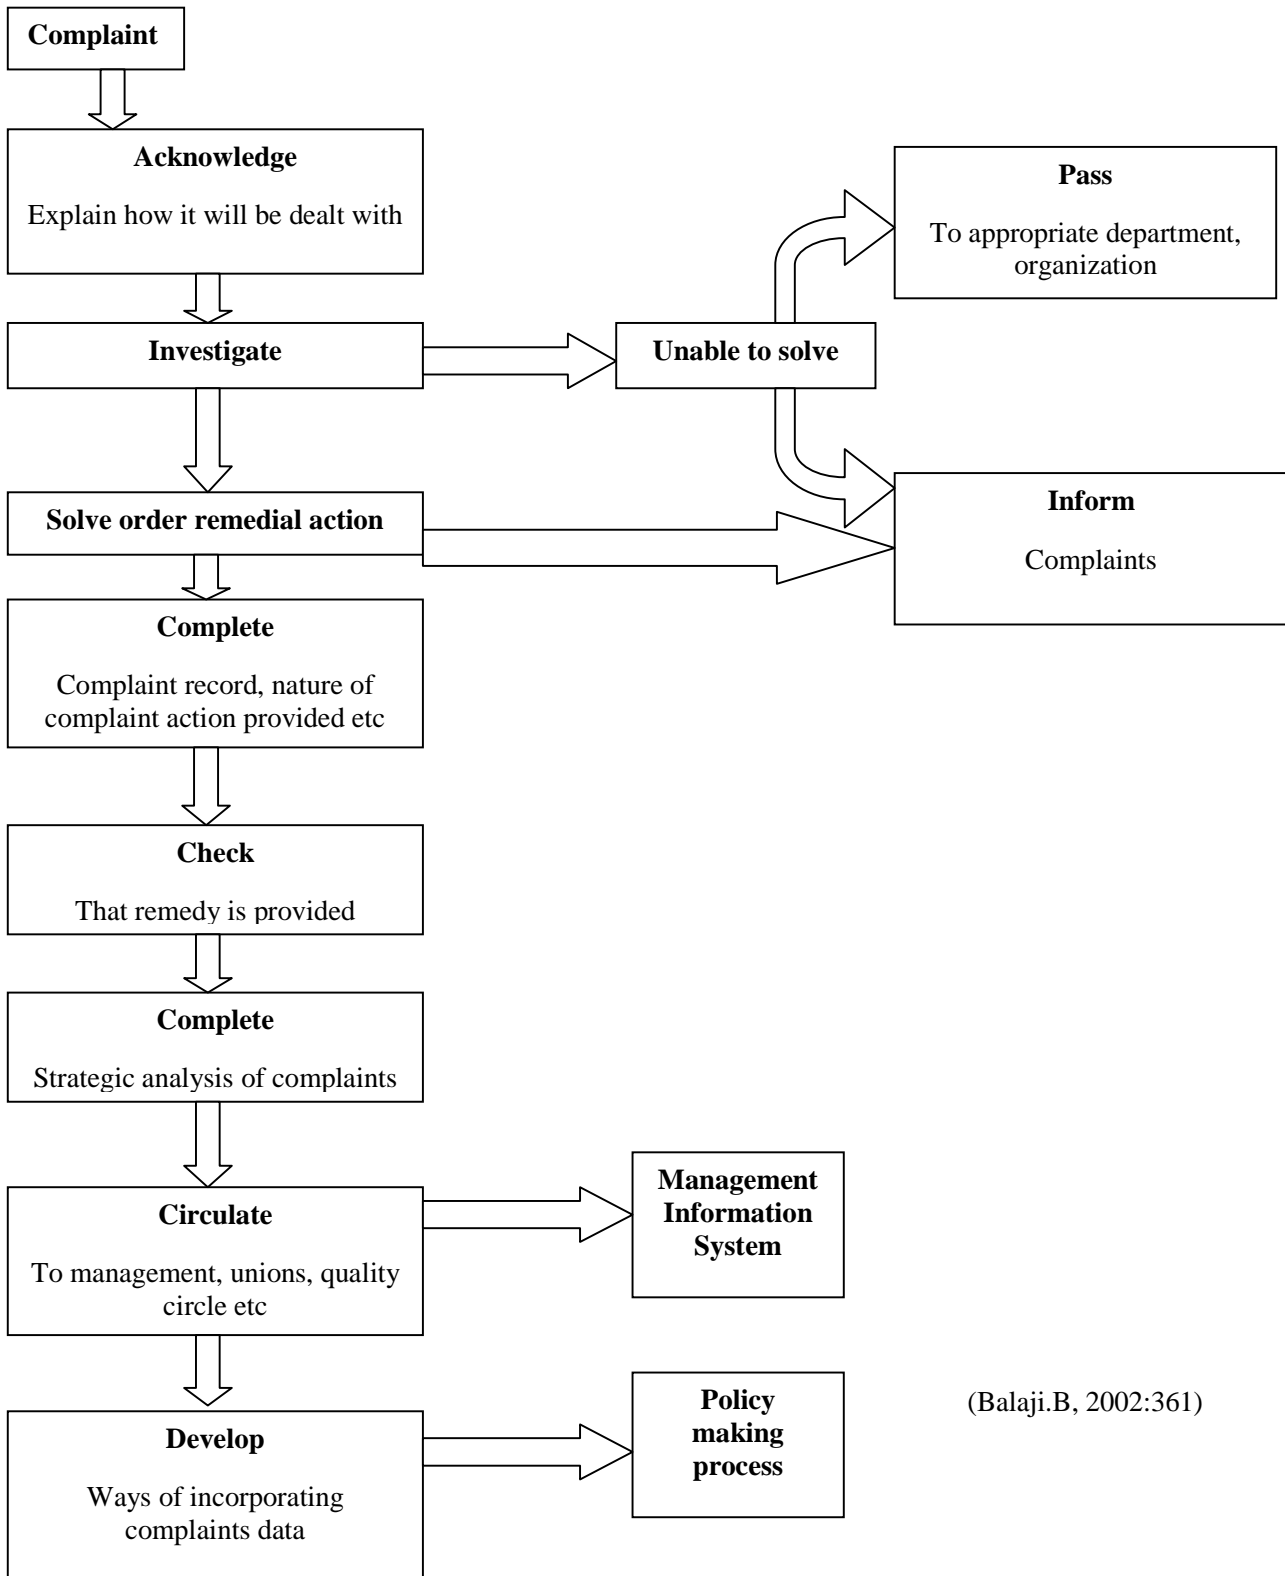 Complaint
Acknowledge
Explain how it will be dealt with
Pass
To appropriate department,
organization
Investigate
Unable to solve
Solve order remedial action
Inform
Complaints
Complete
Complaint record, nature of
complaint action provided etc
Check
That remedy is provided
Complete
Strategic analysis of complaints
Circulate
To management, unions, quality
circle etc
Management
Information
System
Develop
Ways of incorporating
complaints data
Policy
making
process
(Balaji.B, 2002:361)